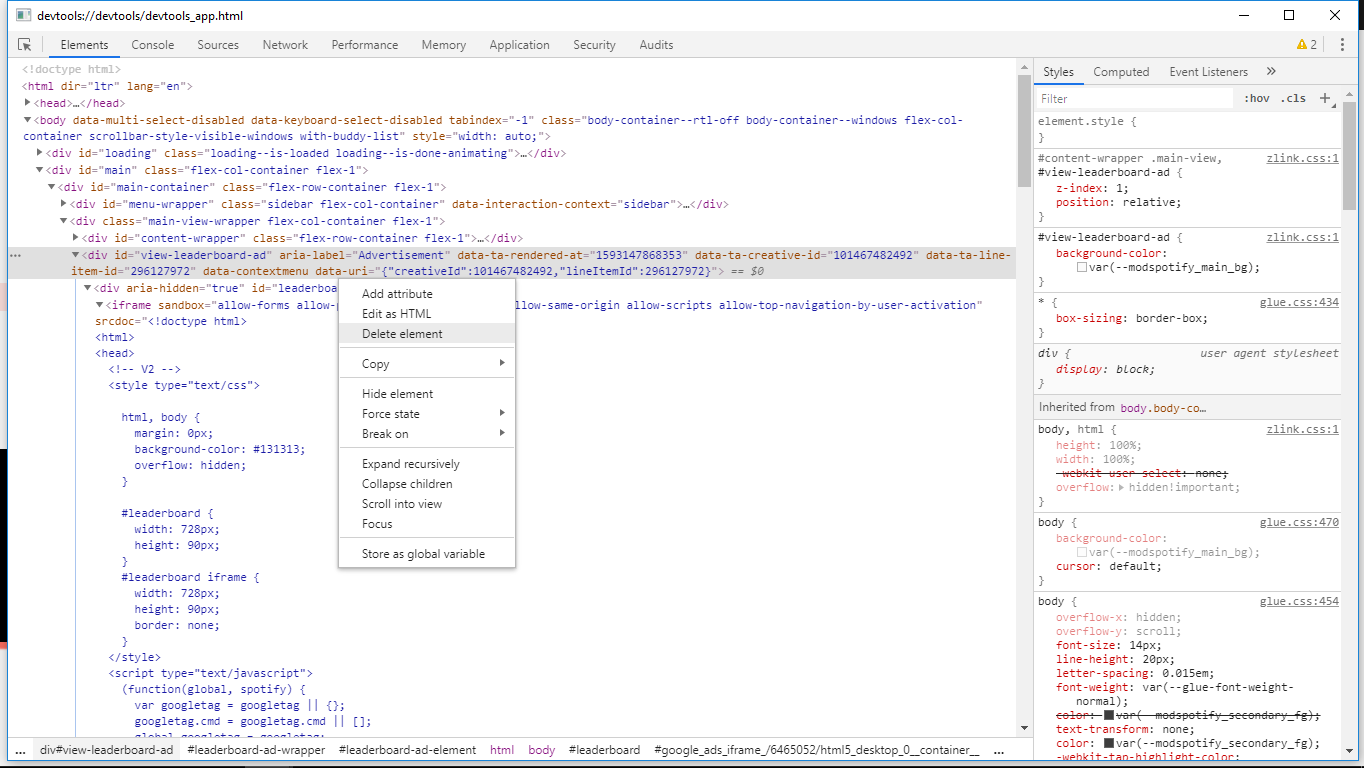 devtools://devtools/devtools_app.html
Elements Console Sources Network Performance Memory Application Security Audits 2
<!doctype html>
<html dir="ltr" lang="en">
<head>…</head>
<body data-multi-select-disabled data-keyboard-select-disabled tabindex="-1" class="body-container--rtl-off body-container--windows flex-col-
container scrollbar-style-visible-windows with-buddy-list" style="width: auto;">
<div id="loading" class="loading--is-loaded loading--is-done-animating">…</div>
<div id="main" class="flex-col-container flex-1">
<div id="main-container" class="flex-row-container flex-1">
<div id="menu-wrapper" class="sidebar flex-col-container" data-interaction-context="sidebar">…</div>
<div class="main-view-wrapper flex-col-container flex-1">
<div id="content-wrapper" class="flex-row-container flex-1">…</div>
... <div id="view-leaderboard-ad" aria-label="Advertisement" data-ta-rendered-at="1593147868353" data-ta-creative-id="101467482492" data-ta-line-
item-id="296127972" data-contextmenu data-uri="{"creativeId":101467482492,"lineItemId":296127972}"> == $0
<div aria-hidden="true" id="leaderboa
<iframe sandbox="allow-forms allow-p llow-same-origin allow-scripts allow-top-navigation-by-user-activation"
srcdoc="<!doctype html>
<html>
<head>
<!-- V2 -->
<style type="text/css">
html, body {
margin: 0px;
background-color: #131313;
overflow: hidden;
}
#leaderboard {
width: 728px;
height: 90px;
}
#leaderboard iframe {
width: 728px;
height: 90px;
border: none;
}
</style>
<script type="text/javascript">
(function(global, spotify) {
var googletag = googletag || {};
googletag.cmd = googletag.cmd || [];
global.googletag = googletag;
Add attribute
Edit as HTML
Delete element
Copy
Hide element
Force state
Break on
Expand recursively
Collapse children
Scroll into view
Focus
Store as global variable
... div#view-leaderboard-ad #leaderboard-ad-wrapper #leaderboard-ad-element html body #leaderboard #google_ads_iframe_/6465052/html5_desktop_0__container__ ...
Styles Computed Event Listeners »
Filter :hov .cls +
element.style {
}
#content-wrapper .main-view, zlink.css:1
#view-leaderboard-ad {
z-index: 1;
position: relative;
}
#view-leaderboard-ad { zlink.css:1
background-color:
var(--modspotify_main_bg);
}
* { glue.css:434
box-sizing: border-box;
}
div { user agent stylesheet
display: block;
}
Inherited from body.body-co…
body, html { zlink.css:1
height: 100%;
width: 100%;
-webkit-user-select: none;
overflow: hidden!important;
}
body { glue.css:470
background-color:
var(--modspotify_main_bg);
cursor: default;
}
body { glue.css:454
overflow-x: hidden;
overflow-y: scroll;
font-size: 14px;
line-height: 20px;
letter-spacing: 0.015em;
font-weight: var(--glue-font-weight-
normal);
color: var(--modspotify_secondary_fg);
text-transform: none;
color: var(--modspotify_secondary_fg);
-webkit-tap-highlight-color: